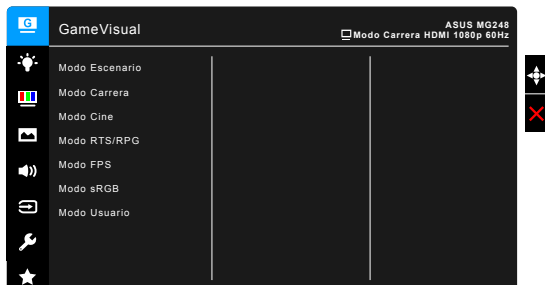 G
GameVisual
ASUS MG248
Modo Carrera HDMI 1080p 60Hz
Modo Escenario
Modo Carrera
Modo Cine
Modo RTS/RPG
Modo FPS
Modo sRGB
Modo Usuario